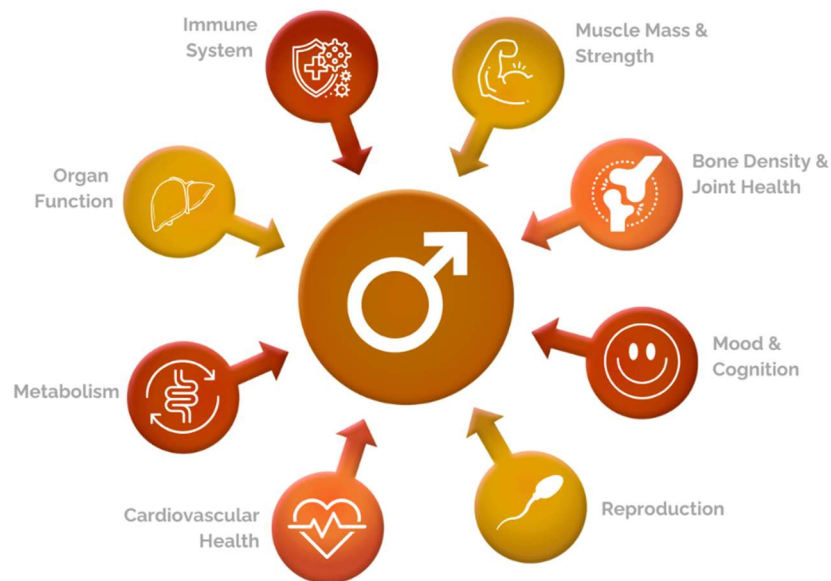 Immune
System
Muscle Mass &
Strength
Organ
Function
Bone Density &
Joint Health
Metabolism
Mood &
Cognition
Cardiovascular
Health
Reproduction